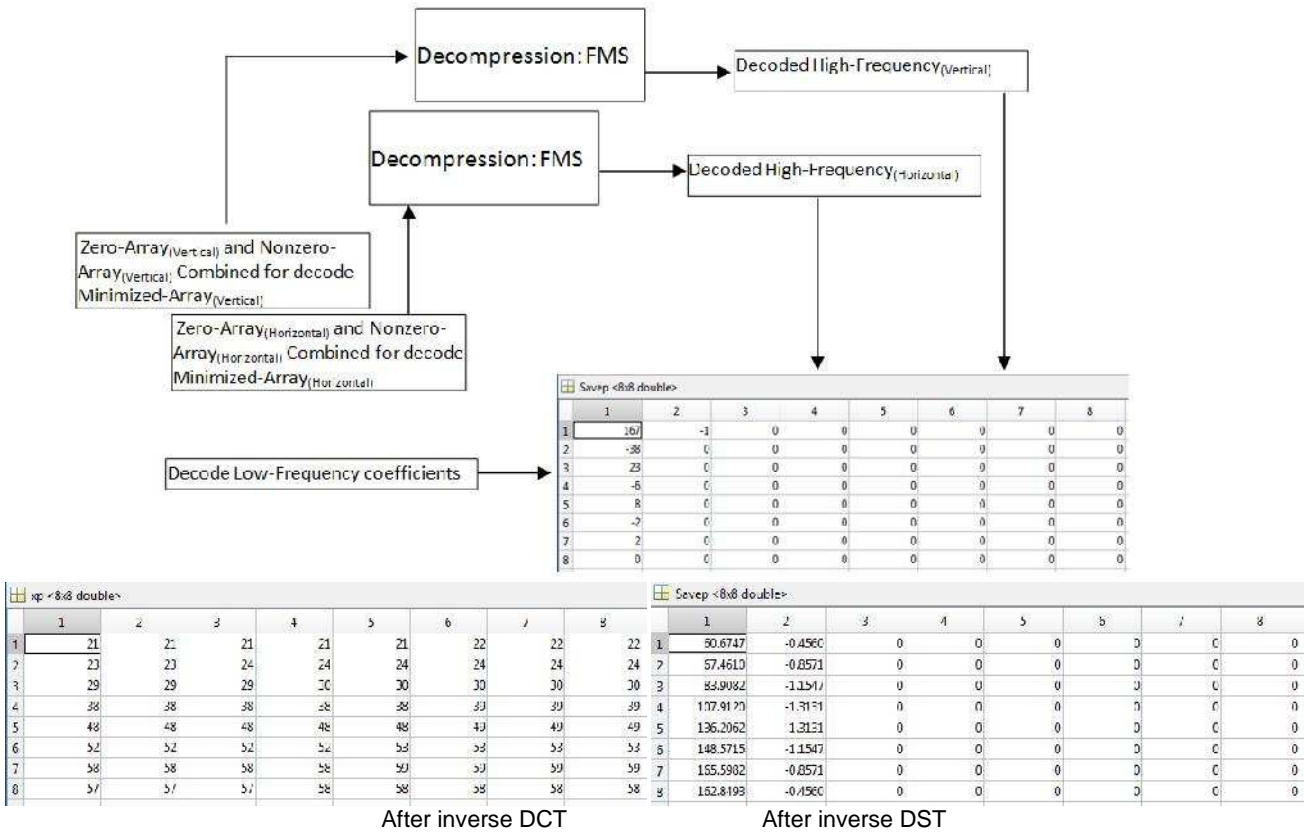 Decompression: FMS
Decoded High-Frequency(Vertical)
Decompression: FMS
Decoded High-Frequency(Horizontal)
Zero-Array(Vertical) and Nonzero-
Array(Vertical) Combined for decode
Minimized-Array(Vertical)
Zero-Array(Horizontal) and Nonzero-
Array(Horizontal) Combined for decode
Minimized-Array(Horizontal)
Decode Low-Frequency coefficients
Savep <8x8 double>
1 2 3 4 5 6 7 8
1 167 -1 0 0 0 0 0 0
2 -38 0 0 0 0 0 0 0
3 23 0 0 0 0 0 0 0
4 -6 0 0 0 0 0 0 0
5 8 0 0 0 0 0 0 0
6 -2 0 0 0 0 0 0 0
7 2 0 0 0 0 0 0 0
8 0 0 0 0 0 0 0 0
xp <8x8 double>
1 2 3 4 5 6 7 8
1 21 21 21 21 21 22 22 22
2 23 23 24 24 24 24 24 24
3 29 29 29 30 30 30 30 30
4 38 38 38 38 38 39 39 39
5 48 48 48 48 48 49 49 49
6 52 52 52 52 53 53 53 53
7 58 58 58 58 59 59 59 59
8 57 57 57 58 58 58 58 58
After inverse DCT
Savep <8x8 double>
1 2 3 4 5 6 7 8
1 -0.4560 0 0 0 0 0 0
2 -0.8571 0 0 0 0 0 0
3 83.9082 -1.1547 0 0 0 0 0 0
4 107.9120 -1.3131 0 0 0 0 0 0
5 136.2062 1.3131 0 0 0 0 0 0
6 148.5715 -1.1547 0 0 0 0 0 0
7 165.5982 -0.8571 0 0 0 0 0 0
8 162.8493 -0.4560 0 0 0 0 0 0
After inverse DST